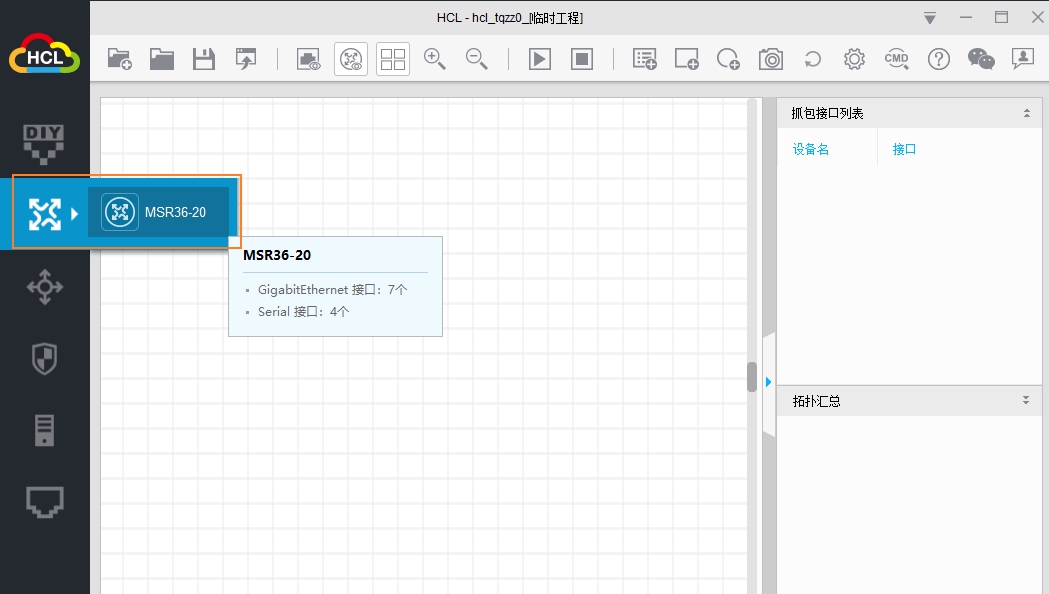 HCL - hcl_tqzz0_[临时工程]
HCL
CMD
DIY
MSR36-20
MSR36-20
GigabitEthernet 接口：7个
Serial 接口：4个
抓包接口列表
设备名 接口
拓扑汇总